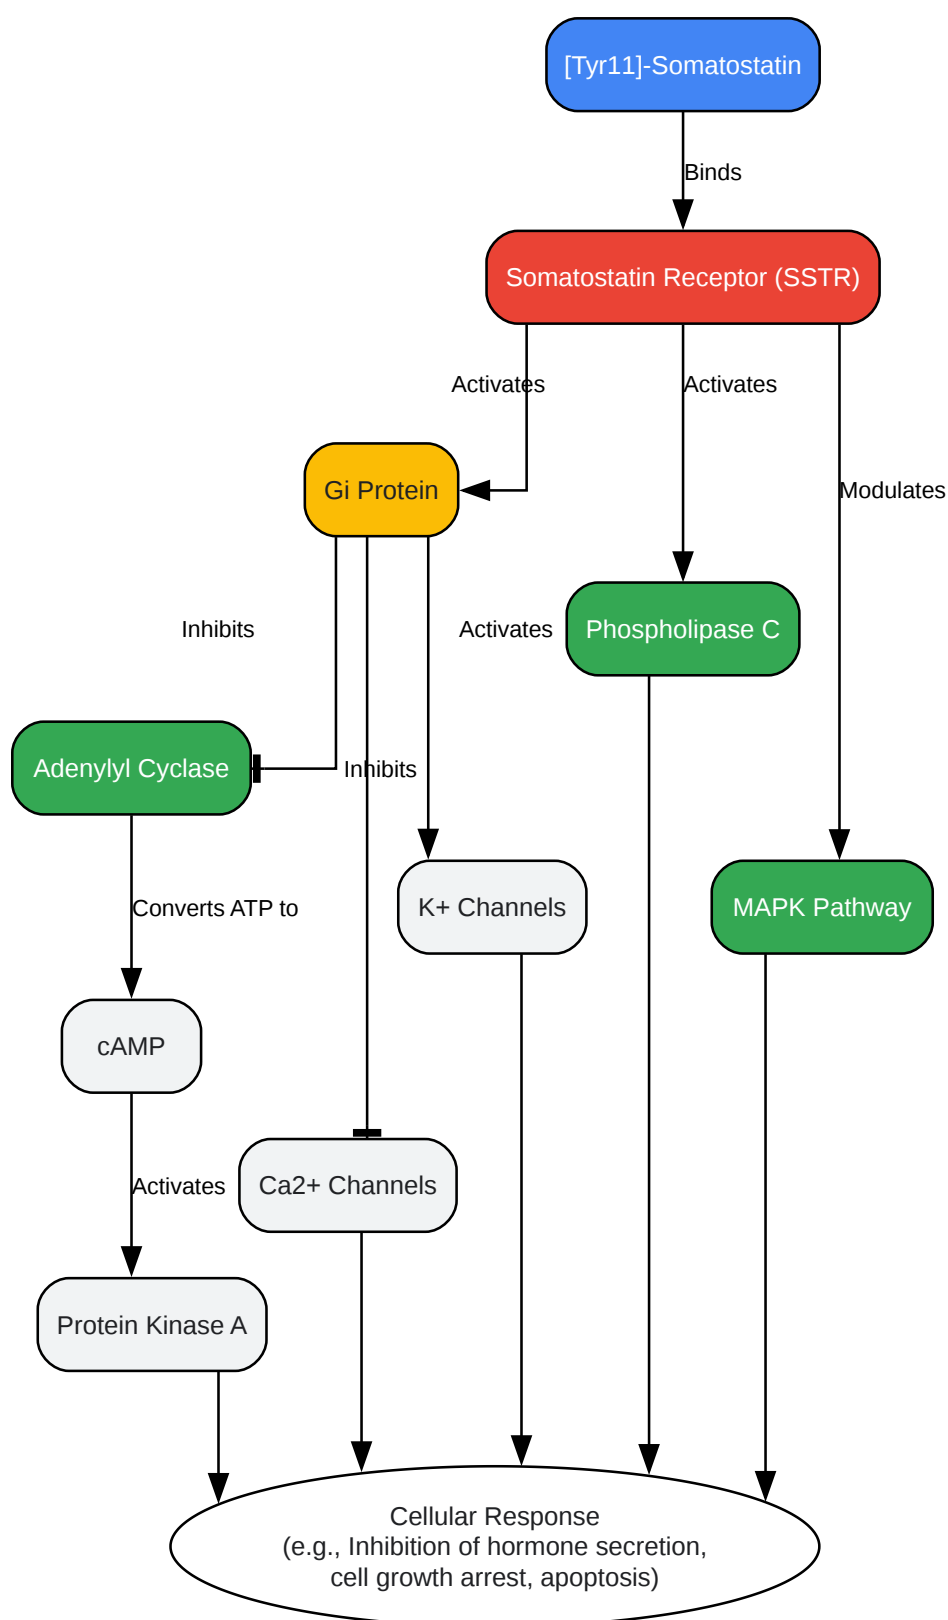 [Tyr11]-Somatostatin
Binds
Somatostatin Receptor (SSTR)
Activates
Activates
Gi Protein
Modulates
Inhibits
Activates
Phospholipase C
Adenylyl Cyclase
Inhibits
Converts ATP to
K+ Channels
MAPK Pathway
cAMP
Activates
Ca2+ Channels
Protein Kinase A
Cellular Response
(e.g., Inhibition of hormone secretion,
cell growth arrest, apoptosis)